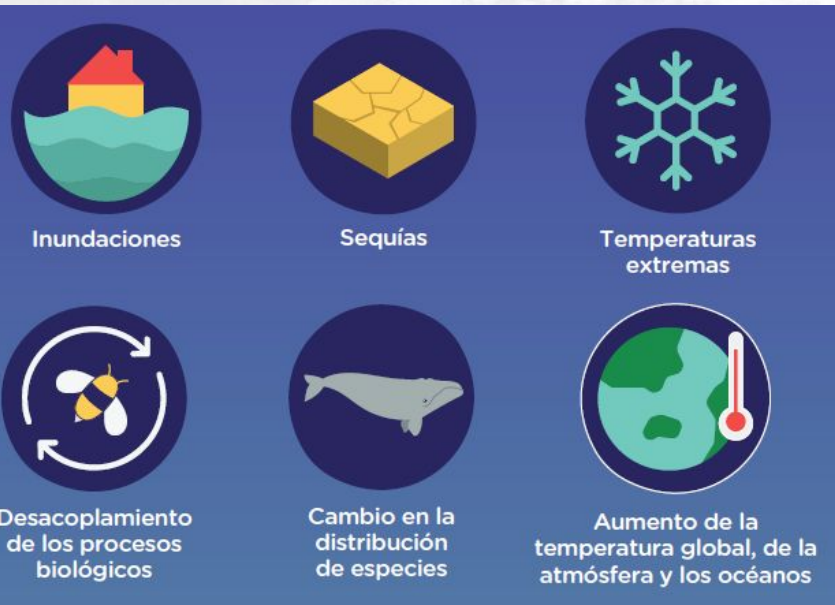 Inundaciones
Sequías
Temperaturas
extremas
Desacoplamiento
de los procesos
biológicos
Cambio en la
distribución
de especies
Aumento de la
temperatura global, de la
atmósfera y los océanos